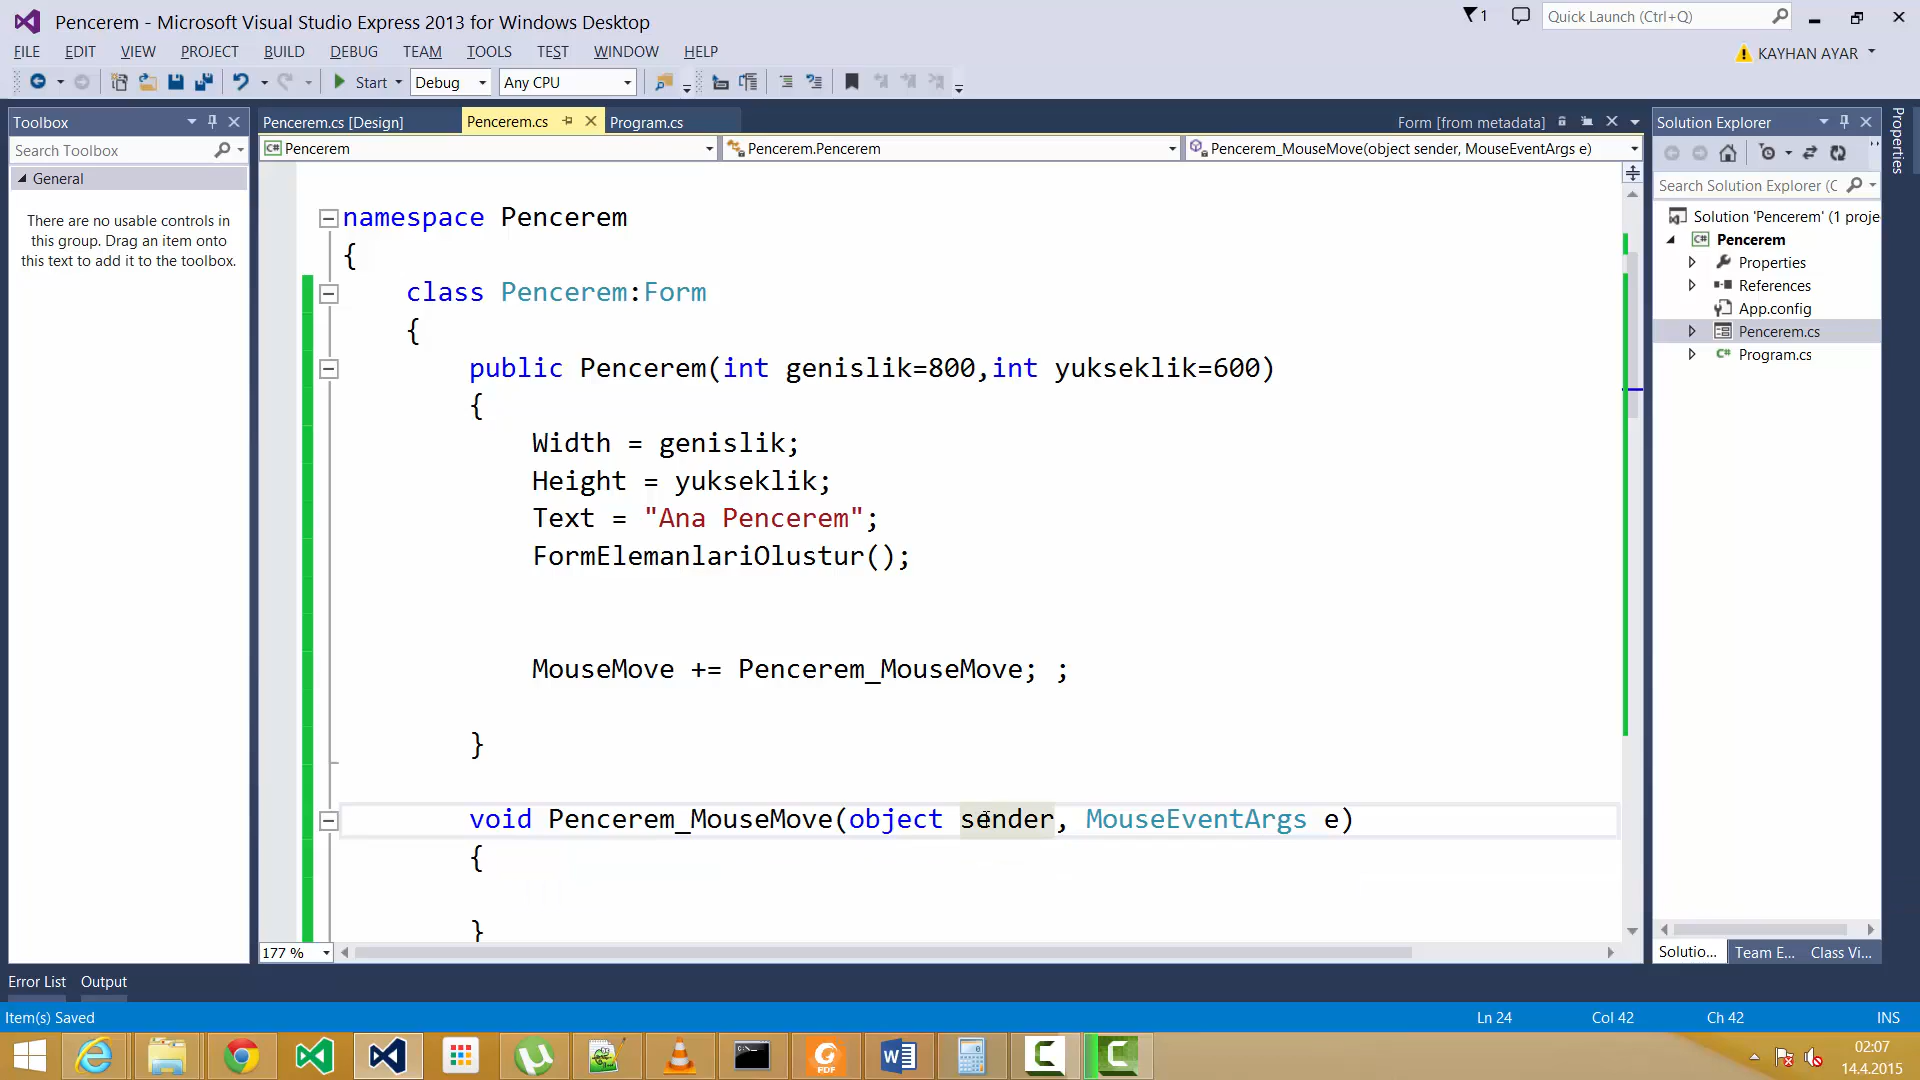 Pencerem - Microsoft Visual Studio Express 2013 for Windows Desktop
1
Quick Launch (Ctrl+Q)
FILE EDIT VIEW PROJECT BUILD DEBUG TEAM TOOLS TEST WINDOW HELP
KAYHAN AYAR
Start Debug Any CPU
Toolbox
Search Toolbox
General
There are no usable controls in
this group. Drag an item onto
this text to add it to the toolbox.
Pencerem.cs [Design] Pencerem.cs Program.cs Form [from metadata]
Pencerem Pencerem.Pencerem Pencerem_MouseMove(object sender, MouseEventArgs e)
namespace Pencerem
{
class Pencerem:Form
{
public Pencerem(int genislik=800,int yukseklik=600)
{
Width = genislik;
Height = yukseklik;
Text = "Ana Pencerem";
FormElemanlariOlustur();
MouseMove += Pencerem_MouseMove; ;
}
void Pencerem_MouseMove(object sender, MouseEventArgs e)
{
}
177 %
Solution Explorer
Search Solution Explorer (C
Solution 'Pencerem' (1 proje
Pencerem
Properties
References
App.config
Pencerem.cs
Program.cs
Solutio... Team E... Class Vi...
Properties
Error List Output
Item(s) Saved
Ln 24 Col 42 Ch 42 INS
PDF
02:07
14.4.2015